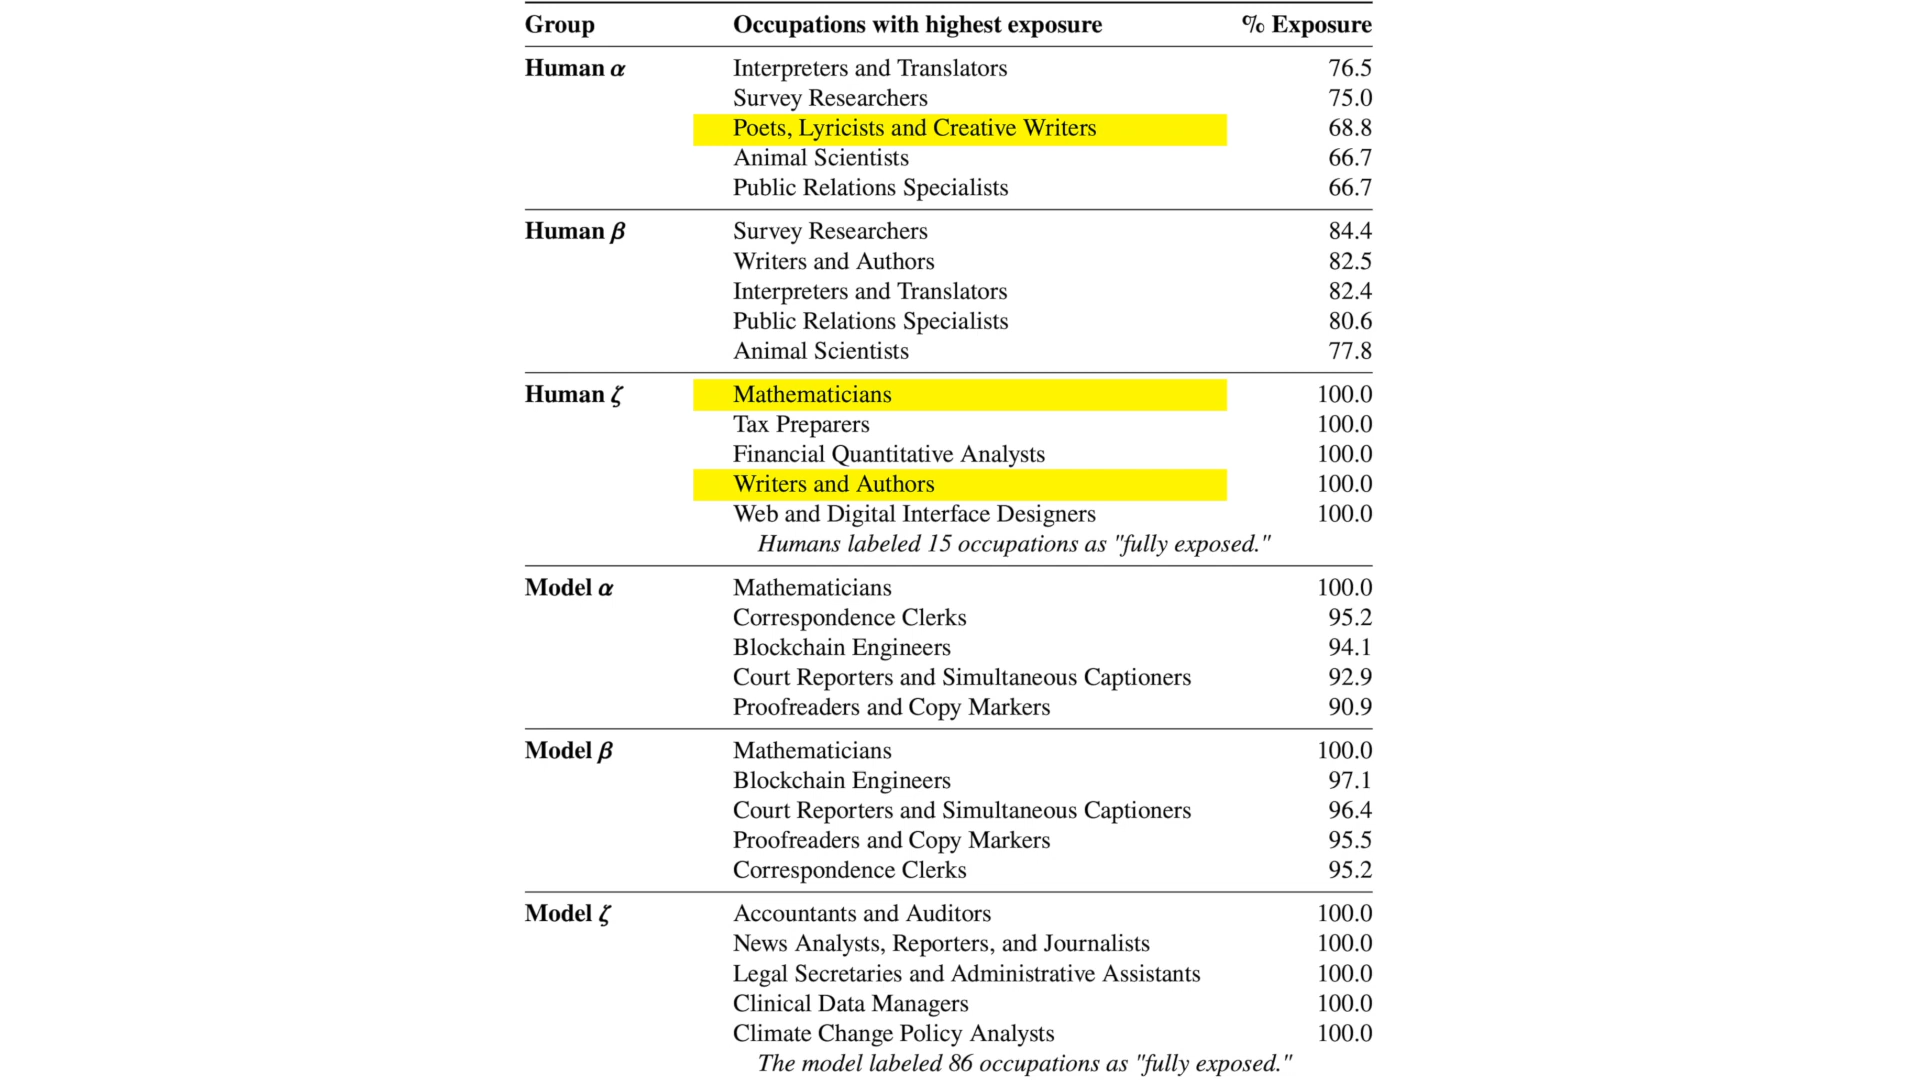 Group Occupations with highest exposure % Exposure
Human α Interpreters and Translators 76.5
Survey Researchers 75.0
Poets, Lyricists and Creative Writers 68.8
Animal Scientists 66.7
Public Relations Specialists 66.7
Human β Survey Researchers 84.4
Writers and Authors 82.5
Interpreters and Translators 82.4
Public Relations Specialists 80.6
Animal Scientists 77.8
Human ζ Mathematicians 100.0
Tax Preparers 100.0
Financial Quantitative Analysts 100.0
Writers and Authors 100.0
Web and Digital Interface Designers 100.0
Humans labeled 15 occupations as "fully exposed."
Model α Mathematicians 100.0
Correspondence Clerks 95.2
Blockchain Engineers 94.1
Court Reporters and Simultaneous Captioners 92.9
Proofreaders and Copy Markers 90.9
Model β Mathematicians 100.0
Blockchain Engineers 97.1
Court Reporters and Simultaneous Captioners 96.4
Proofreaders and Copy Markers 95.5
Correspondence Clerks 95.2
Model ζ Accountants and Auditors 100.0
News Analysts, Reporters, and Journalists 100.0
Legal Secretaries and Administrative Assistants 100.0
Clinical Data Managers 100.0
Climate Change Policy Analysts 100.0
The model labeled 86 occupations as "fully exposed."